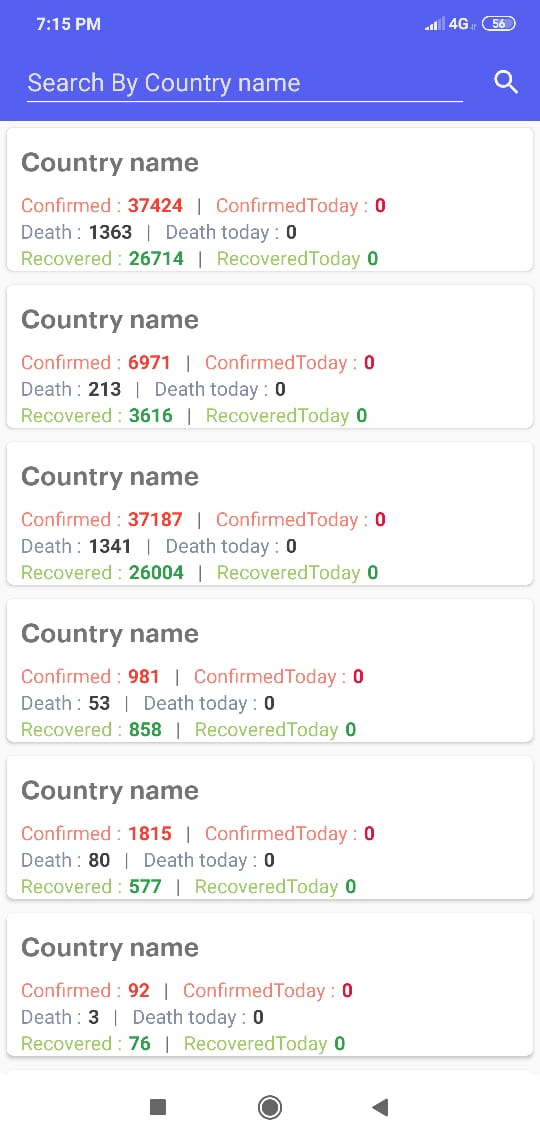 7:15 PM 4G 56
Search By Country name
Country name
Confirmed : 37424 | ConfirmedToday : 0
Death : 1363 | Death today : 0
Recovered : 26714 | RecoveredToday 0
Country name
Confirmed : 6971 | ConfirmedToday : 0
Death : 213 | Death today : 0
Recovered : 3616 | RecoveredToday 0
Country name
Confirmed : 37187 | ConfirmedToday : 0
Death : 1341 | Death today : 0
Recovered : 26004 | RecoveredToday 0
Country name
Confirmed : 981 | ConfirmedToday : 0
Death : 53 | Death today : 0
Recovered : 858 | RecoveredToday 0
Country name
Confirmed : 1815 | ConfirmedToday : 0
Death : 80 | Death today : 0
Recovered : 577 | RecoveredToday 0
Country name
Confirmed : 92 | ConfirmedToday : 0
Death : 3 | Death today : 0
Recovered : 76 | RecoveredToday 0